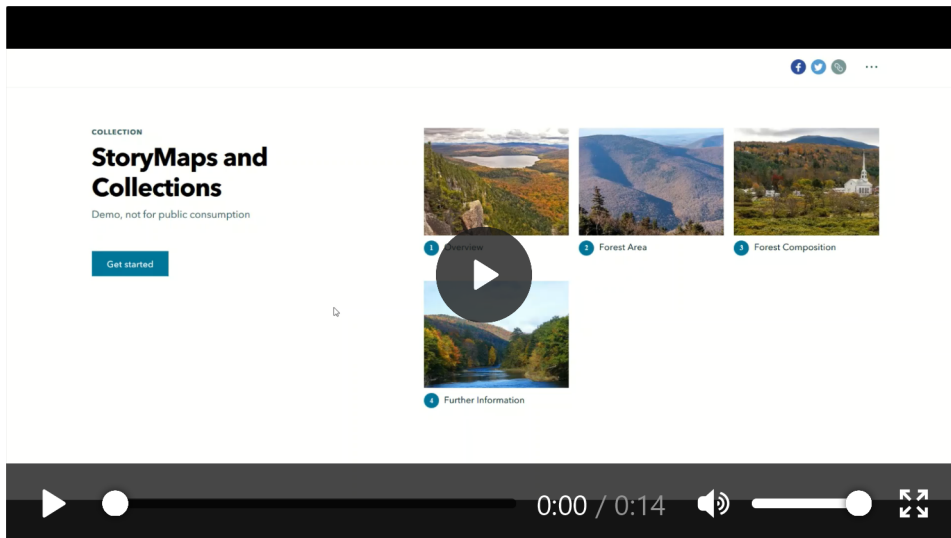 COLLECTION
StoryMaps and
Collections
Demo, not for public consumption
Get started
1 Overview
2 Forest Area
3 Forest Composition
4 Further Information
0:00 / 0:14